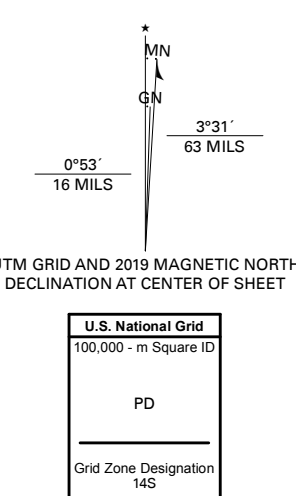 MN
GN
3°31´
63 MILS
0°53´
16 MILS
UTM GRID AND 2019 MAGNETIC NORTH
DECLINATION AT CENTER OF SHEET
U.S. National Grid
100,000 - m Square ID
PD
Grid Zone Designation
14S